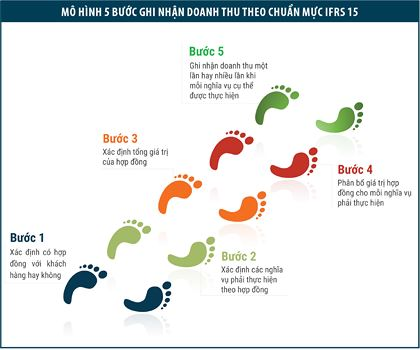 MÔ HÌNH 5 BƯỚC GHI NHẬN DOANH THU THEO CHUẨN MỰC IFRS 15
Bước 1
Xác định có hợp
đồng với khách
hàng hay không
Bước 2
Xác định các nghĩa
vụ phải thực hiện
theo hợp đồng
Bước 3
Xác định tổng giá trị
của hợp đồng
Bước 4
Phân bổ giá trị hợp
đồng cho mỗi nghĩa vụ
phải thực hiện
Bước 5
Ghi nhận doanh thu một
lần hay nhiều lần khi
mỗi nghĩa vụ cụ thể
được thực hiện